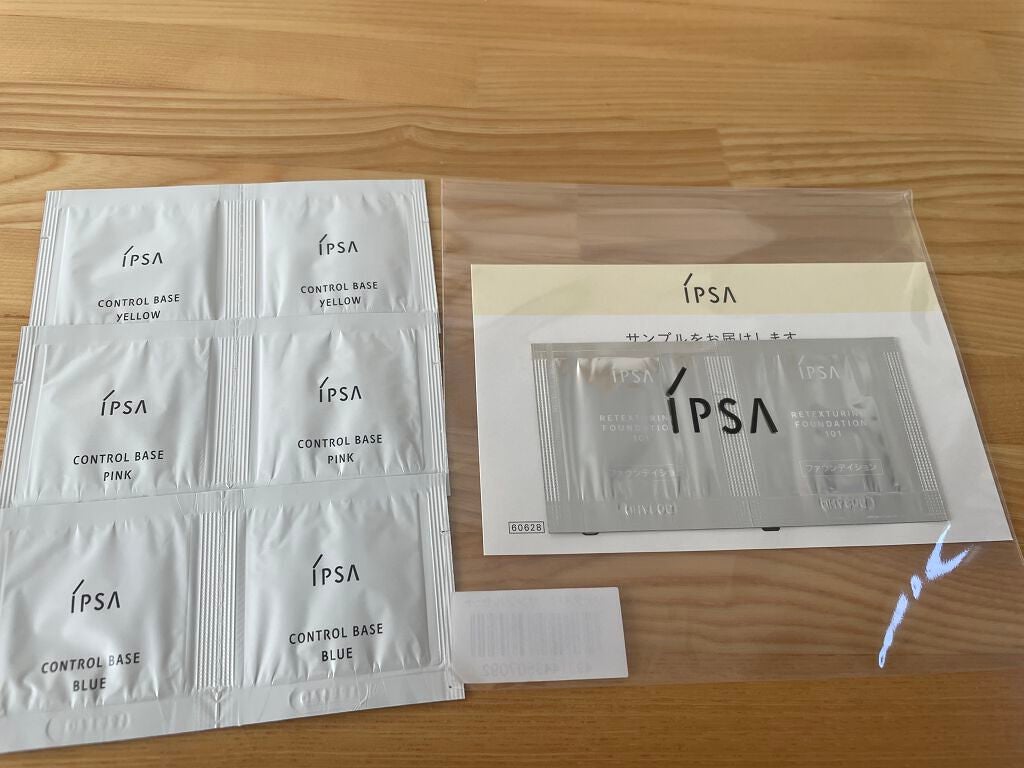 ÍPSA
CONTROL BASE
YELLOW
ÍPSA
CONTROL BASE
YELLOW
ÍPSA
CONTROL BASE
PINK
ÍPSA
CONTROL BASE
PINK
ÍPSA
CONTROL BASE
BLUE
ÍPSA
CONTROL BASE
BLUE
ÍPSA
サンプルをお届けします
ÍPSA
ÍPSA
RETEXTURIN
FOUNDATIO
101
ファウンデイション
ÍPSA
RETEXTURING
FOUNDATION
101
ファウンデイション
60628